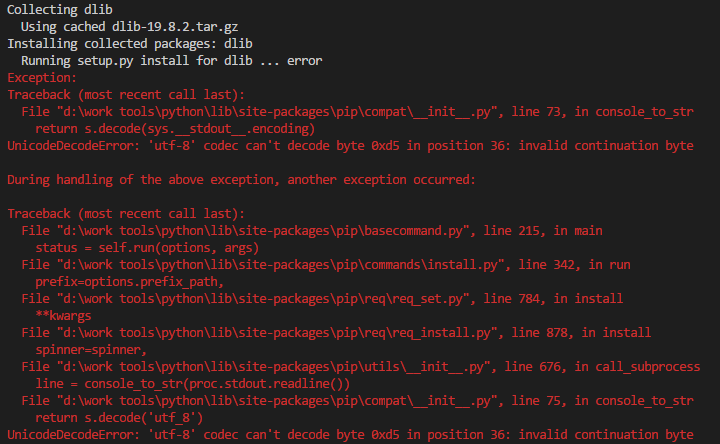 Collecting dlib
Using cached dlib-19.8.2.tar.gz
Installing collected packages: dlib
Running setup.py install for dlib ... error
Exception:
Traceback (most recent call last):
File "d:\work tools\python\lib\site-packages\pip\compat\__init__.py", line 73, in console_to_str
return s.decode(sys.__stdout__.encoding)
UnicodeDecodeError: 'utf-8' codec can't decode byte 0xd5 in position 36: invalid continuation byte
During handling of the above exception, another exception occurred:
Traceback (most recent call last):
File "d:\work tools\python\lib\site-packages\pip\basecommand.py", line 215, in main
status = self.run(options, args)
File "d:\work tools\python\lib\site-packages\pip\commands\install.py", line 342, in run
prefix=options.prefix_path,
File "d:\work tools\python\lib\site-packages\pip\req\req_set.py", line 784, in install
**kwargs
File "d:\work tools\python\lib\site-packages\pip\req\req_install.py", line 878, in install
spinner=spinner,
File "d:\work tools\python\lib\site-packages\pip\utils\__init__.py", line 676, in call_subprocess
line = console_to_str(proc.stdout.readline())
File "d:\work tools\python\lib\site-packages\pip\compat\__init__.py", line 75, in console_to_str
return s.decode('utf_8')
UnicodeDecodeError: 'utf-8' codec can't decode byte 0xd5 in position 36: invalid continuation byte